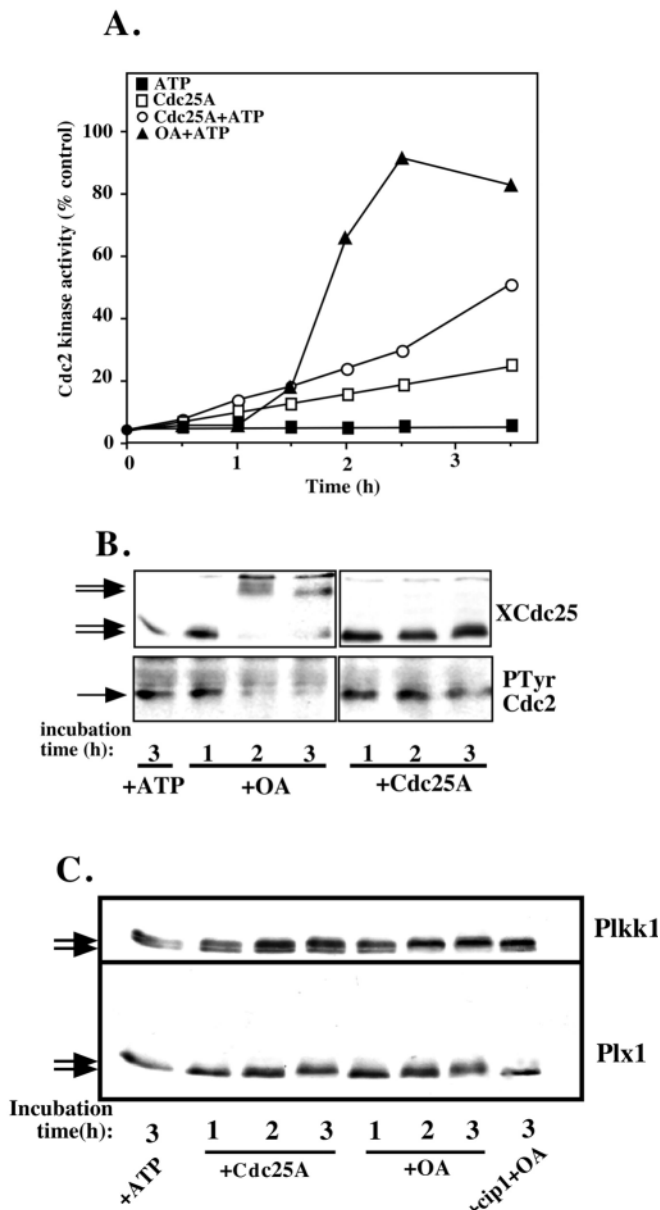 A.
ATP
Cdc25A
Cdc25A+ATP
OA+ATP
100
80
60
40
20
0
Cdc2 kinase activity (% control)
0 1 2 3
Time (h)
B.
XCdc25
PTyr
Cdc2
incubation
time (h): 3 1 2 3 1 2 3
+ATP +OA +Cdc25A
C.
Plkk1
Plx1
Incubation
time(h): 3 1 2 3 1 2 3 3
+ATP +Cdc25A +OA +cip1+OA